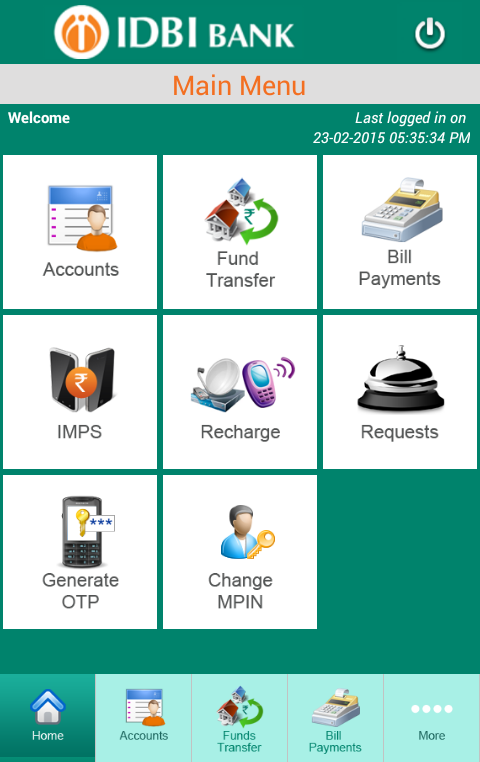 IDBI BANK
Main Menu
Welcome
Last logged in on
23-02-2015 05:35:34 PM
Accounts
Fund
Transfer
Bill
Payments
IMPS
Recharge
Requests
***
Generate
OTP
Change
MPIN
Home
Accounts
Funds
Transfer
Bill
Payments
More